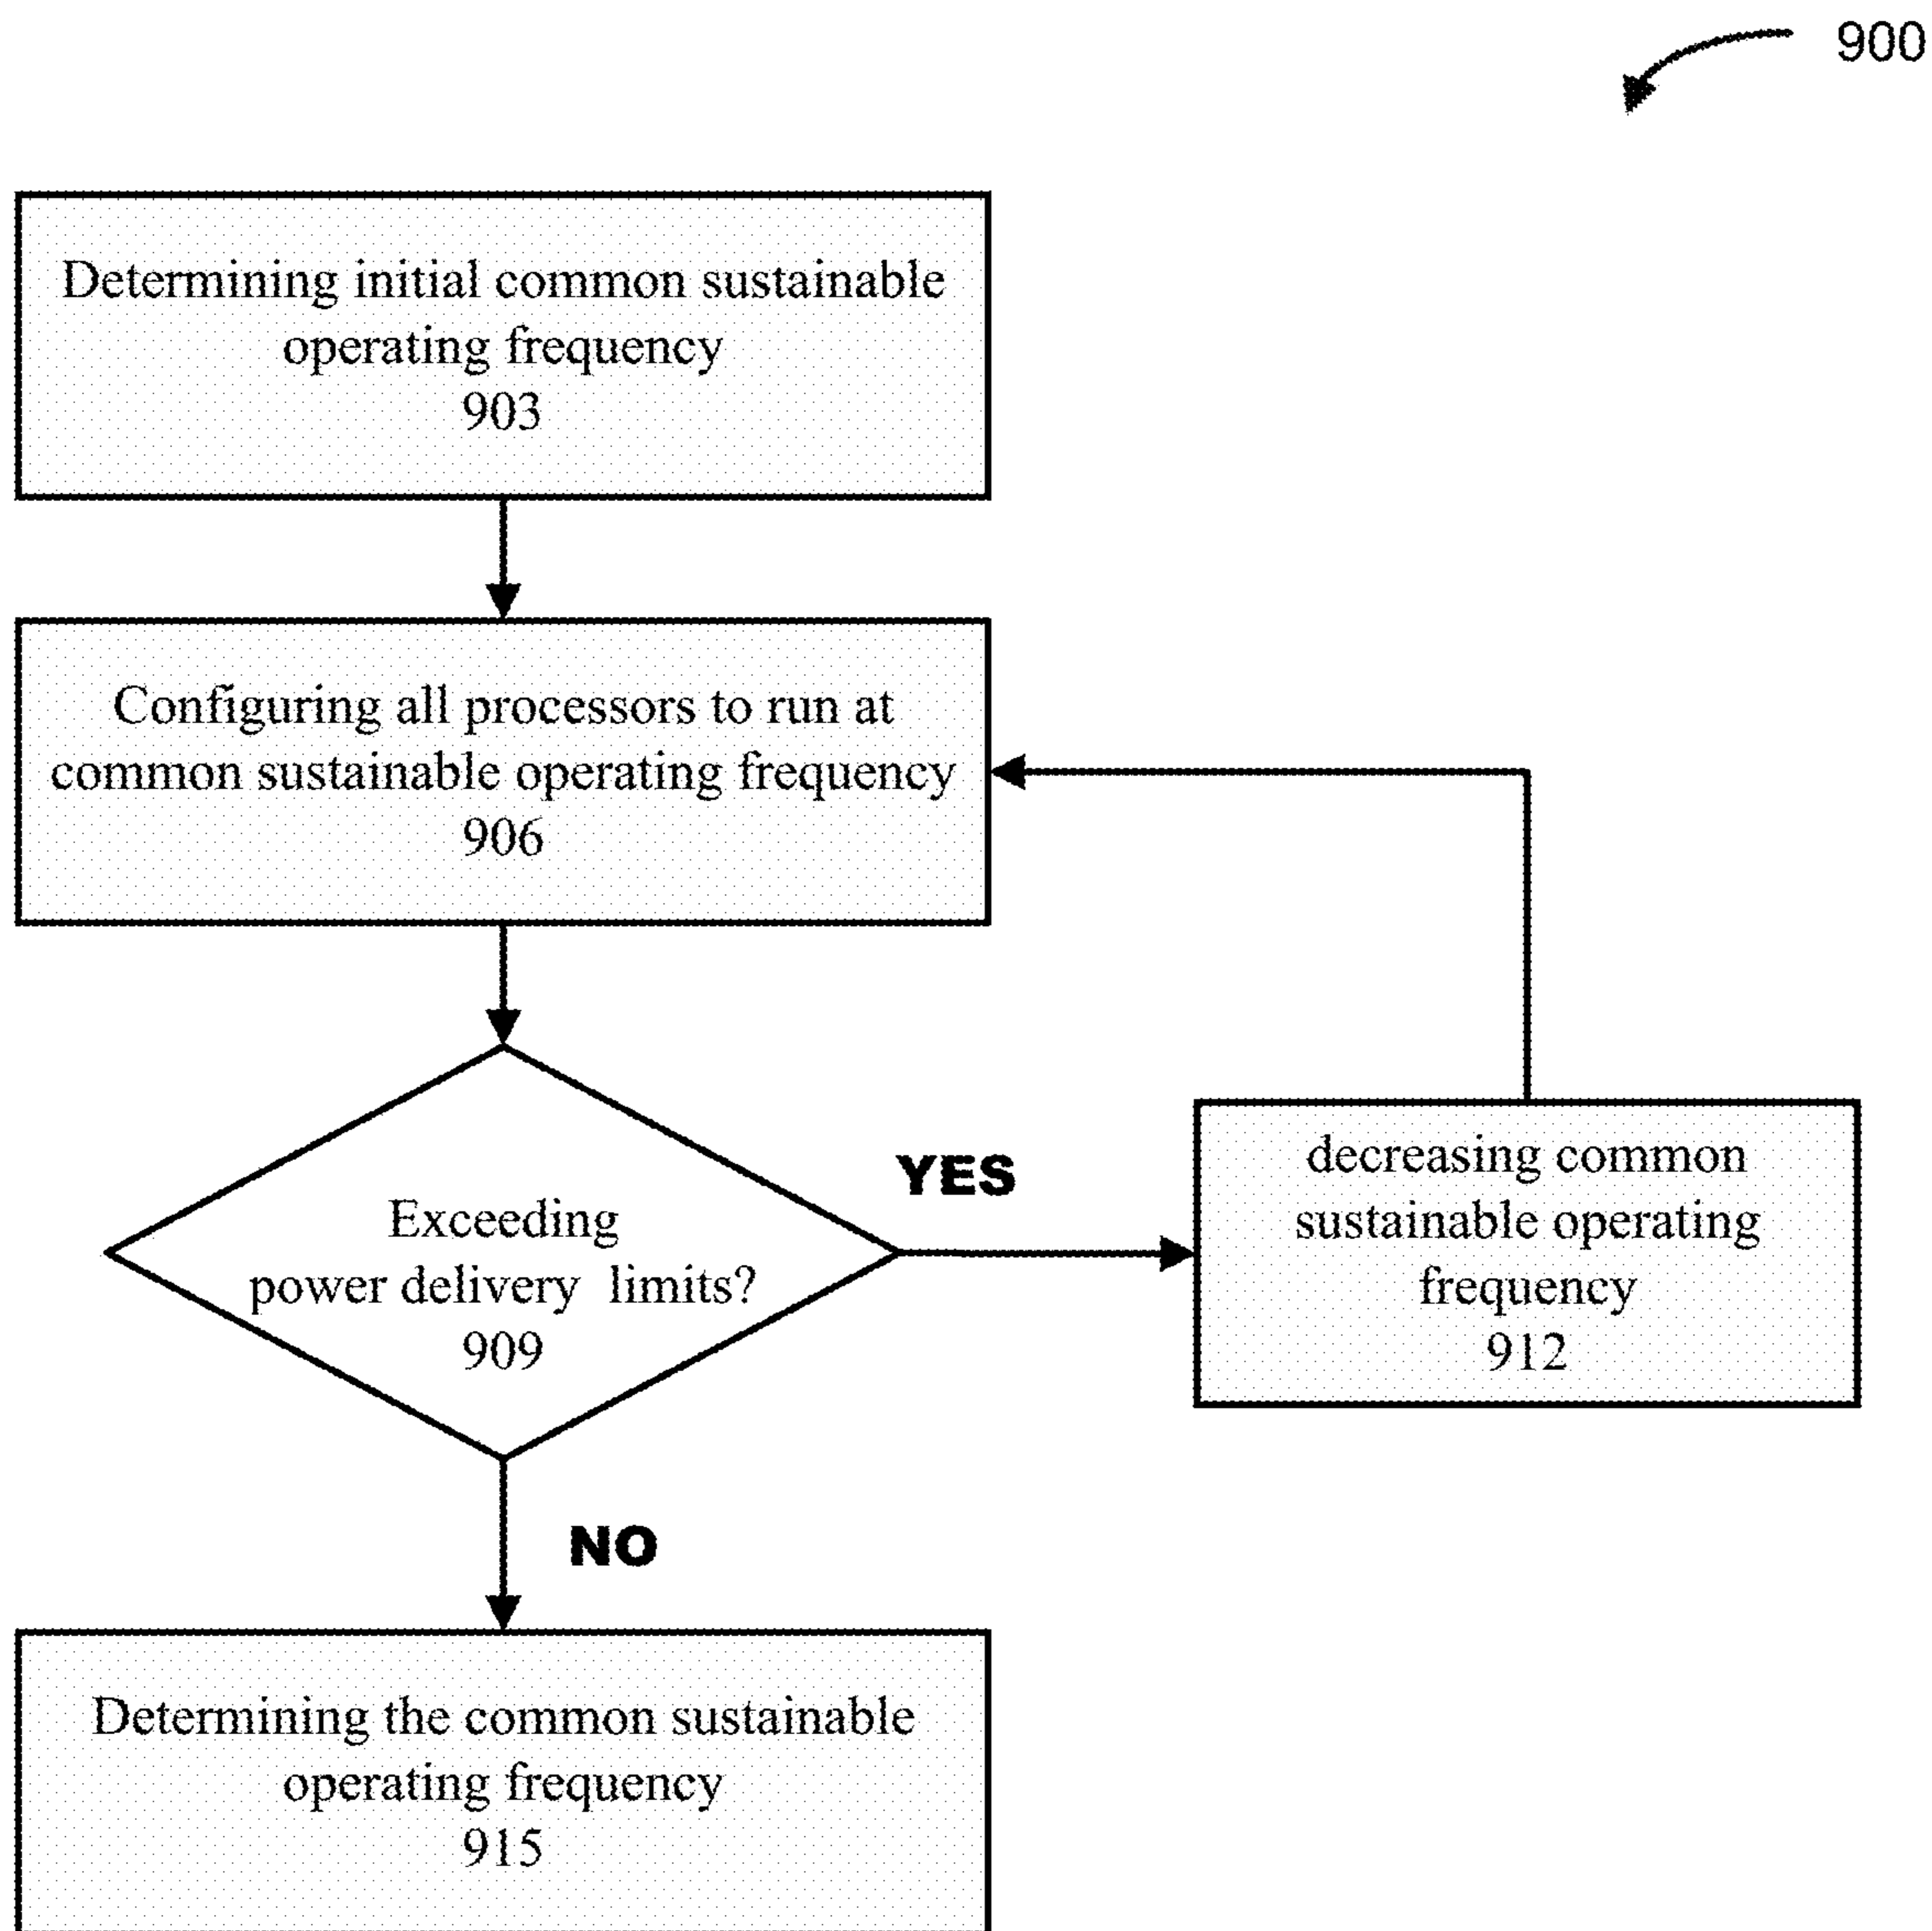 900
Determining initial common sustainable
operating frequency
903
Configuring all processors to run at
common sustainable operating frequency
906
Exceeding
power delivery limits?
909
YES
decreasing common
sustainable operating
frequency
912
NO
Determining the common sustainable
operating frequency
915